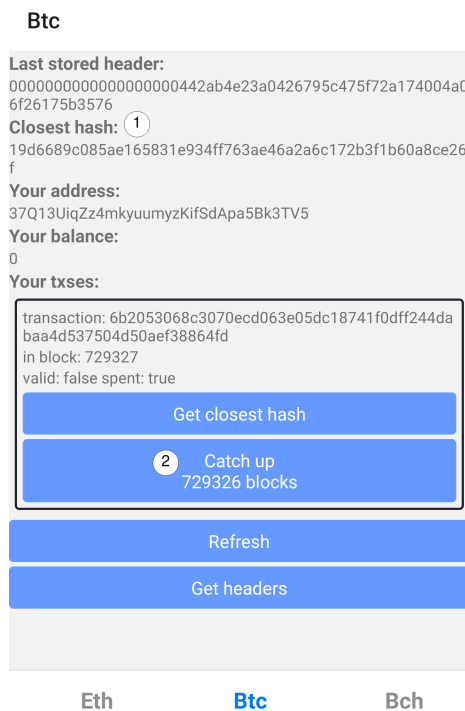 Btc
Last stored header:
0000000000000000000442ab4e23a0426795c475f72a174004a0
6f26175b3576
Closest hash: 1
19d6689c085ae165831e934ff763ae46a2a6c172b3f1b60a8ce26
f
Your address:
37Q13UiqZz4mkyuumyzKifSdApa5Bk3TV5
Your balance:
0
Your txses:
transaction: 6b2053068c3070ecd063e05dc18741f0dff244da
baa4d537504d50aef38864fd
in block: 729327
valid: false spent: true
Get closest hash
2 Catch up
729326 blocks
Refresh
Get headers
Eth Btc Bch